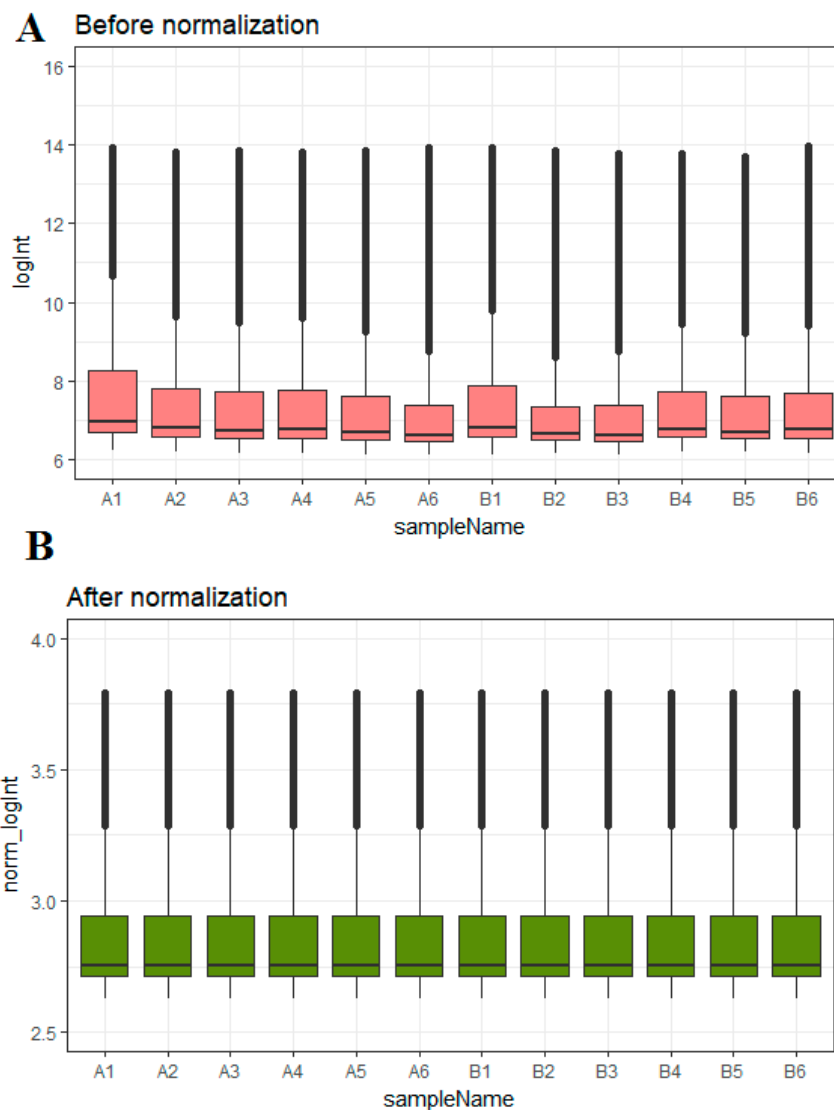 A Before normalization
16
14
12
10
8
6
logInt
A1 A2 A3 A4 A5 A6 B1 B2 B3 B4 B5 B6
sampleName
B
After normalization
4.0
3.5
3.0
2.5
norm_logInt
A1 A2 A3 A4 A5 A6 B1 B2 B3 B4 B5 B6
sampleName